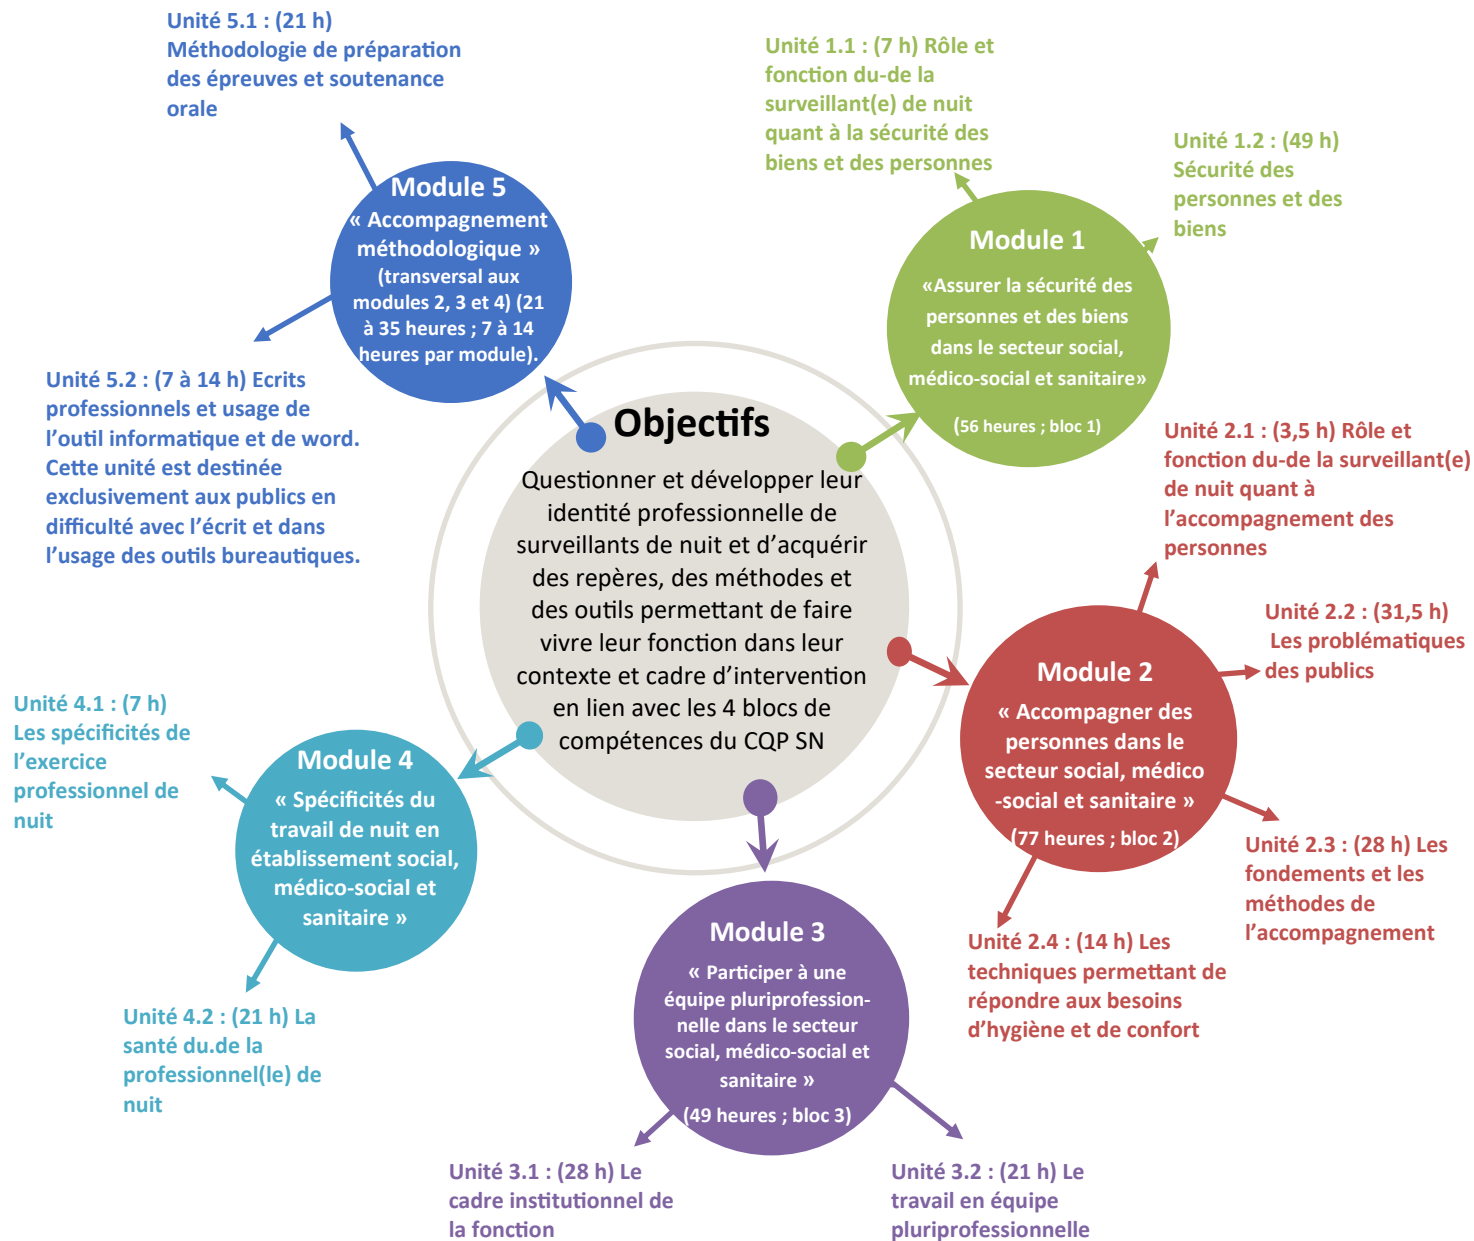 Objectifs
Questionner et développer leur
identité professionnelle de
surveillants de nuit et d’acquérir
des repères, des méthodes et
des outils permettant de faire
vivre leur fonction dans leur
contexte et cadre d’intervention
en lien avec les 4 blocs de
compétences du CQP SN
Module 1
«Assurer la sécurité des
personnes et des biens
dans le secteur social,
médico-social et sanitaire»
(56 heures ; bloc 1)
Unité 1.1 : (7 h) Rôle et
fonction du-de la
surveillant(e) de nuit
quant à la sécurité des
biens et des personnes
Unité 1.2 : (49 h)
Sécurité des
personnes et des
biens
Module 2
« Accompagner des
personnes dans le
secteur social, médico
-social et sanitaire »
(77 heures ; bloc 2)
Unité 2.1 : (3,5 h) Rôle et
fonction du-de la surveillant(e)
de nuit quant à
l’accompagnement des
personnes
Unité 2.2 : (31,5 h)
Les problématiques
des publics
Unité 2.3 : (28 h) Les
fondements et les
méthodes de
l’accompagnement
Unité 2.4 : (14 h) Les
techniques permettant de
répondre aux besoins
d’hygiène et de confort
Module 3
« Participer à une
équipe pluriprofession-
nelle dans le secteur
social, médico-social et
sanitaire »
(49 heures ; bloc 3)
Unité 3.1 : (28 h) Le
cadre institutionnel de
la fonction
Unité 3.2 : (21 h) Le
travail en équipe
pluriprofessionnelle
Module 4
« Spécificités du
travail de nuit en
établissement social,
médico-social et
sanitaire »
Unité 4.1 : (7 h)
Les spécificités de
l’exercice
professionnel de
nuit
Unité 4.2 : (21 h) La
santé du.de la
professionnel(le) de
nuit
Module 5
« Accompagnement
méthodologique »
(transversal aux
modules 2, 3 et 4) (21
à 35 heures ; 7 à 14
heures par module).
Unité 5.1 : (21 h)
Méthodologie de préparation
des épreuves et soutenance
orale
Unité 5.2 : (7 à 14 h) Ecrits
professionnels et usage de
l’outil informatique et de word.
Cette unité est destinée
exclusivement aux publics en
difficulté avec l’écrit et dans
l’usage des outils bureautiques.